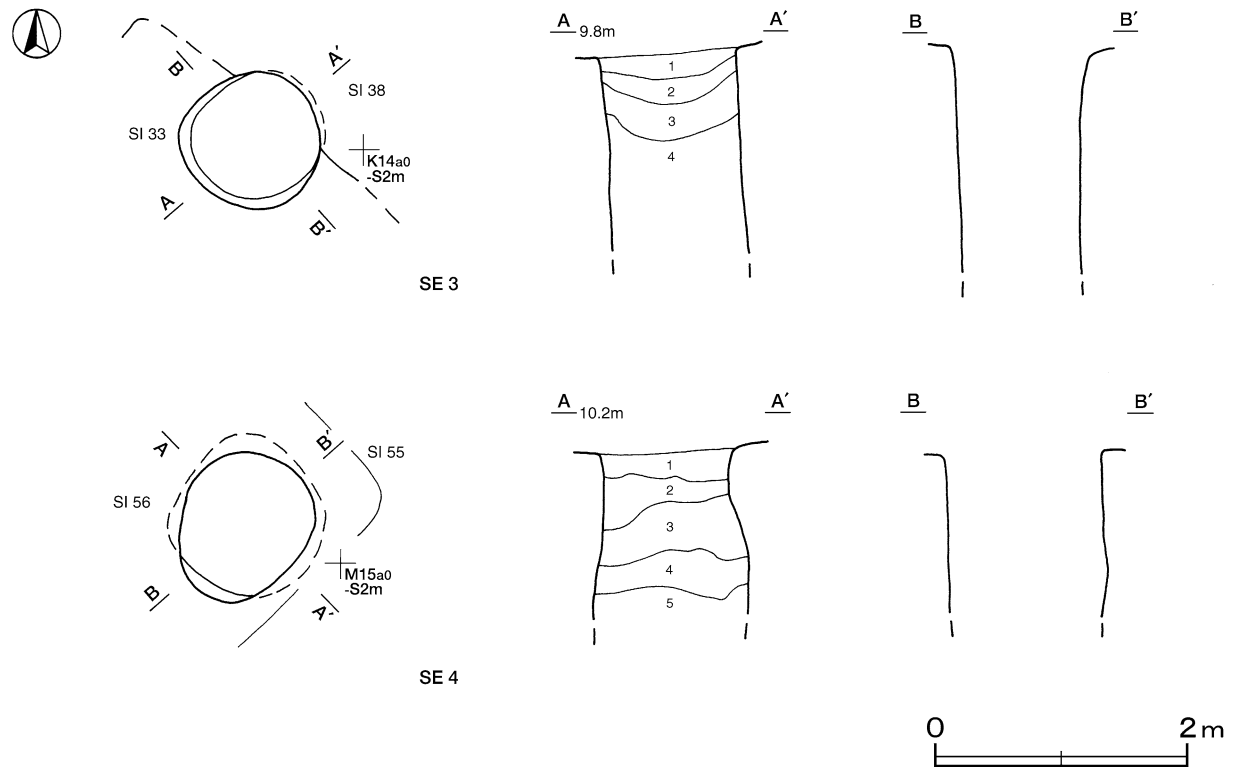 A 9.8m A′
B B′
B A′
SI 38
SI 33
K14a0
-S2m
A B′
1
2
3
4
SE 3
A 10.2m A′
B B′
A B′
SI 55
SI 56
M15a0
-S2m
B A′
1
2
3
4
5
SE 4
0 2m